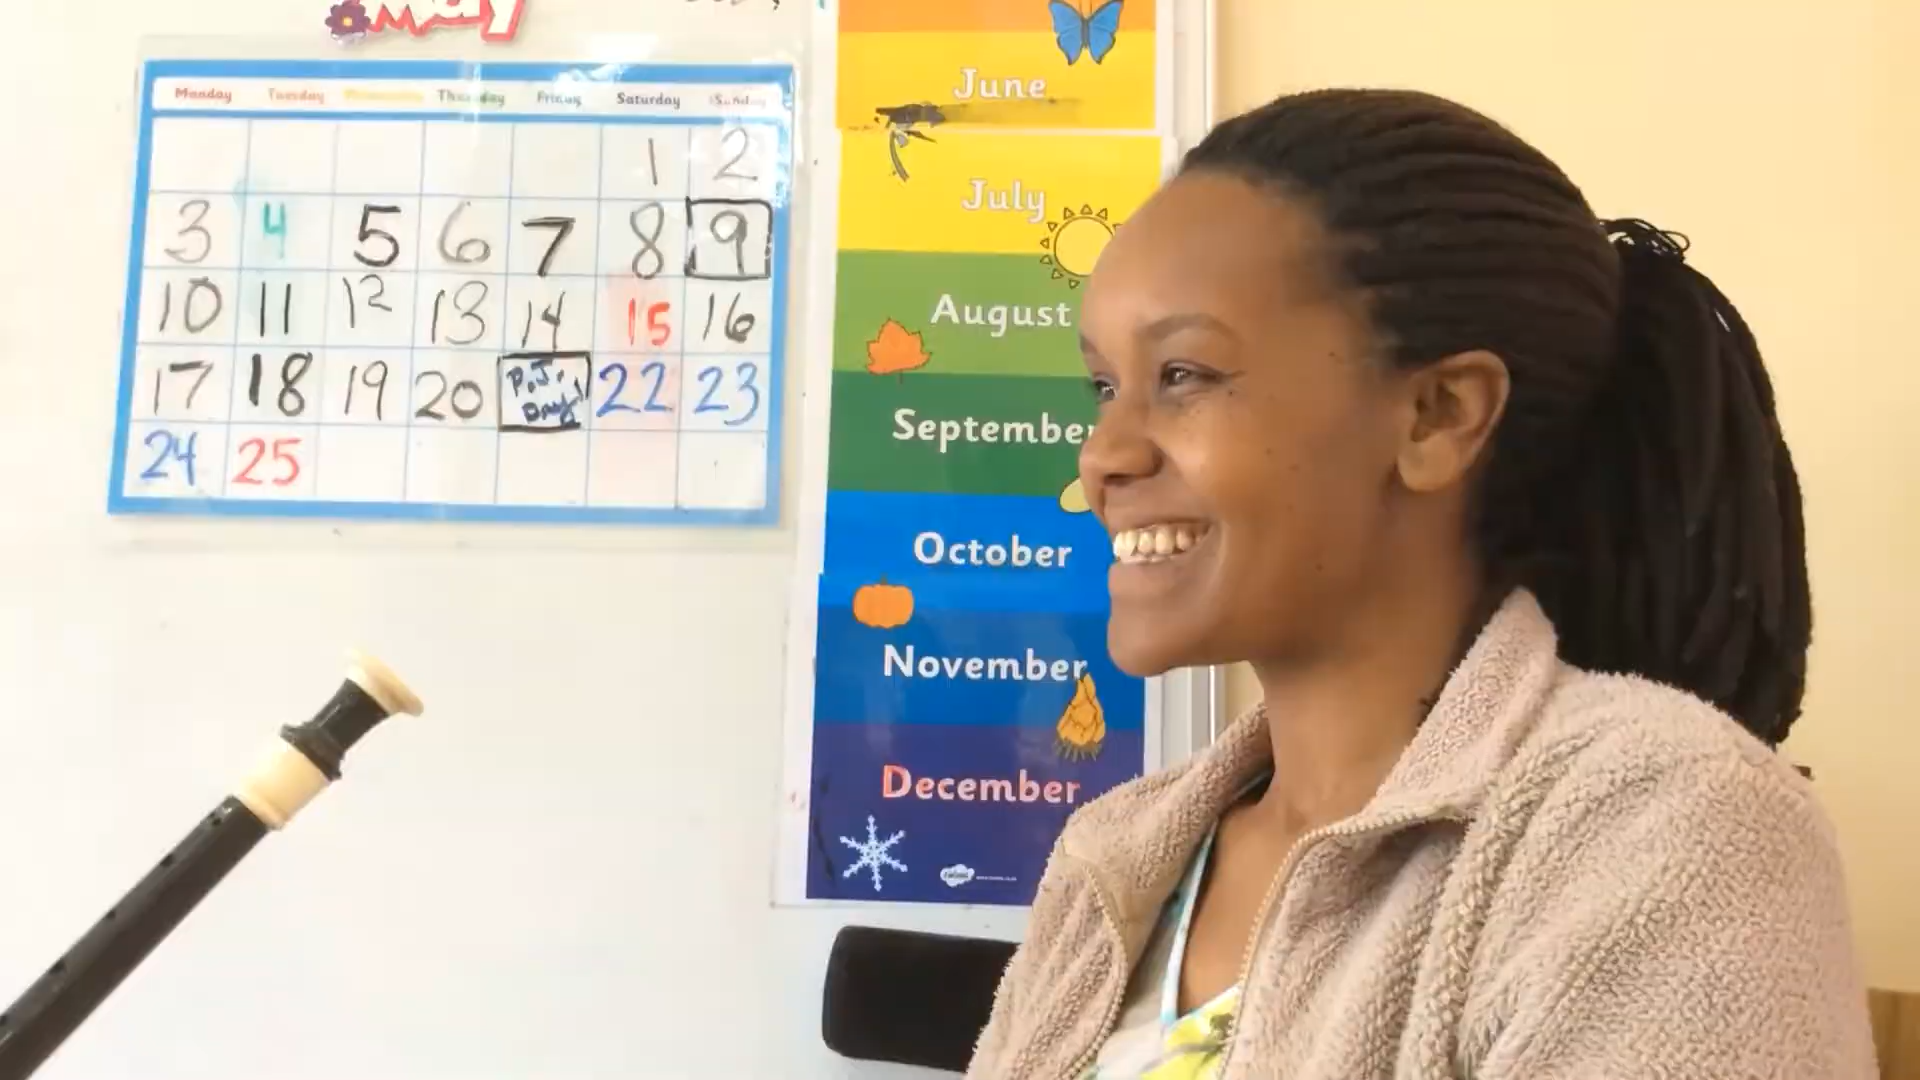 May
Monday Tuesday Wednesday Thursday Friday Saturday Sunday
1 2
3 4 5 6 7 8 9
10 11 12 13 14 15 16
17 18 19 20 P.J. Day! 22 23
24 25
June
July
August
September
October
November
December